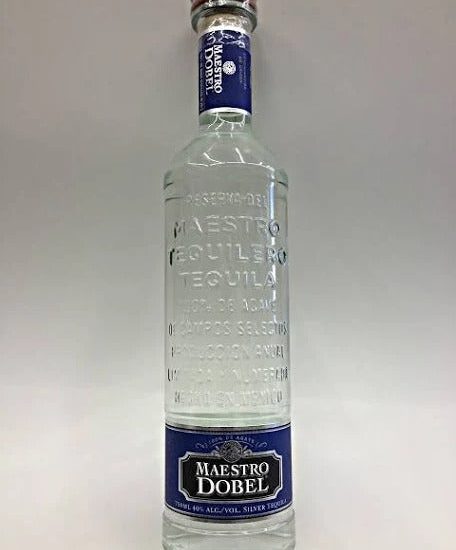 MAESTRO
DOBEL
RESERVA DEL
MAESTRO
TEQUILERO
TEQUILA
100% DE AGAVE
DE CAMPOS SELECTOS
PRODUCCION ANUAL
HECHO EN MEXICO
100% DE AGAVE
MAESTRO
DOBEL
750ML 40% ALC./VOL. SILVER TEQUILA